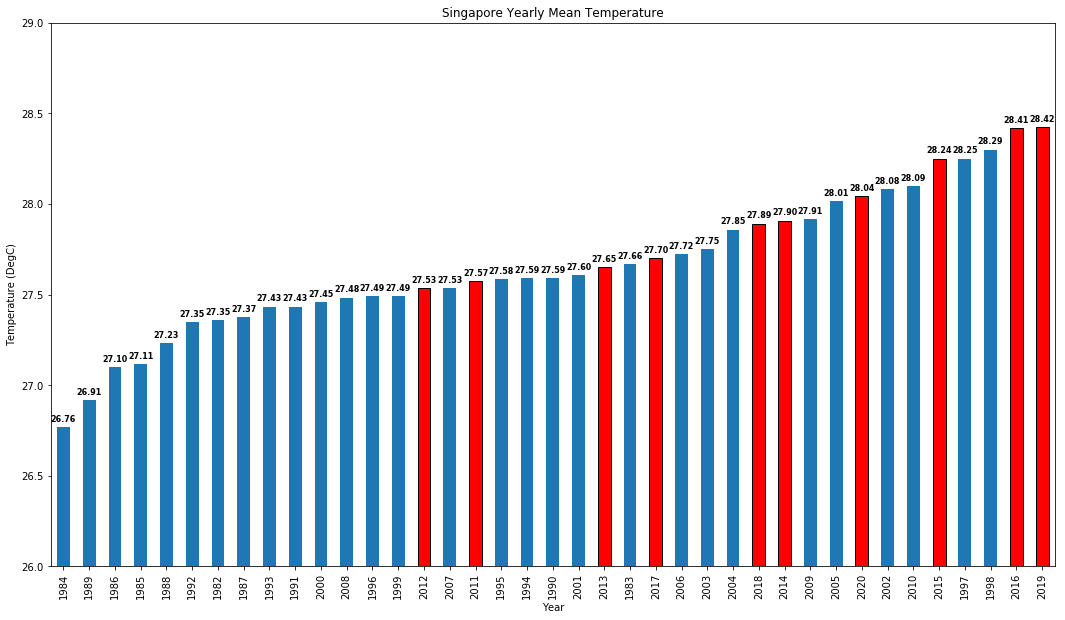 Singapore Yearly Mean Temperature
29.0
28.5
28.0
27.5
27.0
26.5
26.0
Temperature (DegC)
26.76 26.91 27.10 27.11 27.23 27.35 27.35 27.37 27.43 27.43 27.45 27.48 27.49 27.49 27.53 27.53 27.57 27.58 27.59 27.59 27.60 27.65 27.66 27.70 27.72 27.75 27.85 27.89 27.90 27.91 28.01 28.04 28.08 28.09 28.24 28.25 28.29 28.41 28.42
1984 1989 1986 1985 1988 1992 1982 1987 1993 1991 2000 2008 1996 1999 2012 2007 2011 1995 1994 1990 2001 2013 1983 2017 2006 2003 2004 2018 2014 2009 2005 2020 2002 2010 2015 1997 1998 2016 2019
Year